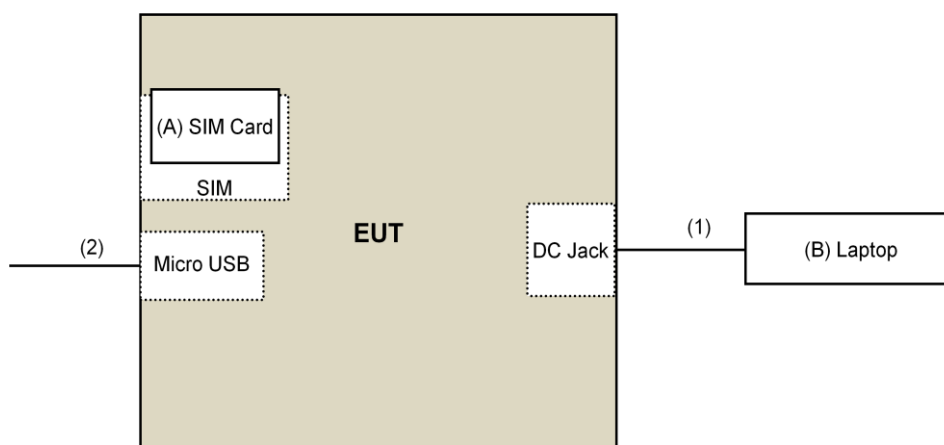 (A) SIM Card
SIM
EUT
(2)
Micro USB
DC Jack
(1)
(B) Laptop